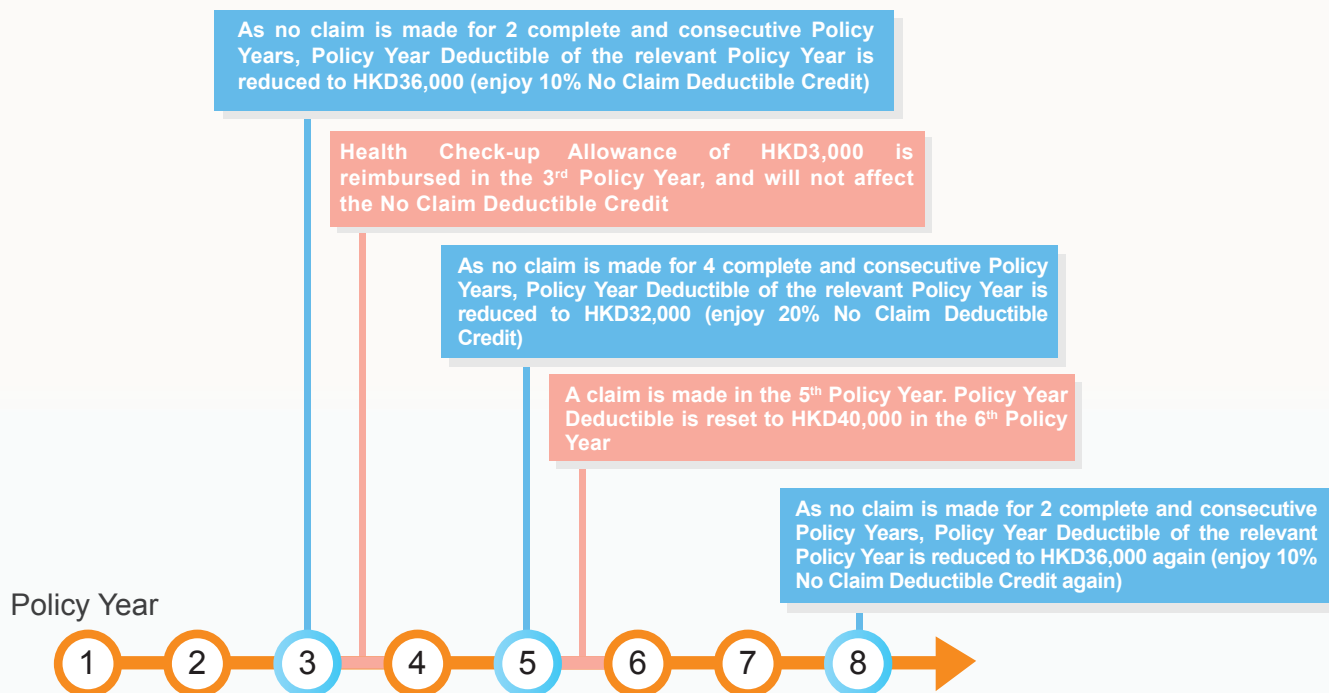 As no claim is made for 2 complete and consecutive Policy
Years, Policy Year Deductible of the relevant Policy Year is
reduced to HKD36,000 (enjoy 10% No Claim Deductible Credit)
Health Check-up Allowance of HKD3,000 is
reimbursed in the 3rd Policy Year, and will not affect
the No Claim Deductible Credit
As no claim is made for 4 complete and consecutive Policy
Years, Policy Year Deductible of the relevant Policy Year is
reduced to HKD32,000 (enjoy 20% No Claim Deductible
Credit)
A claim is made in the 5th Policy Year. Policy Year
Deductible is reset to HKD40,000 in the 6th Policy
Year
As no claim is made for 2 complete and consecutive
Policy Years, Policy Year Deductible of the relevant
Policy Year is reduced to HKD36,000 again (enjoy 10%
No Claim Deductible Credit again)
Policy Year
1 2 3 4 5 6 7 8